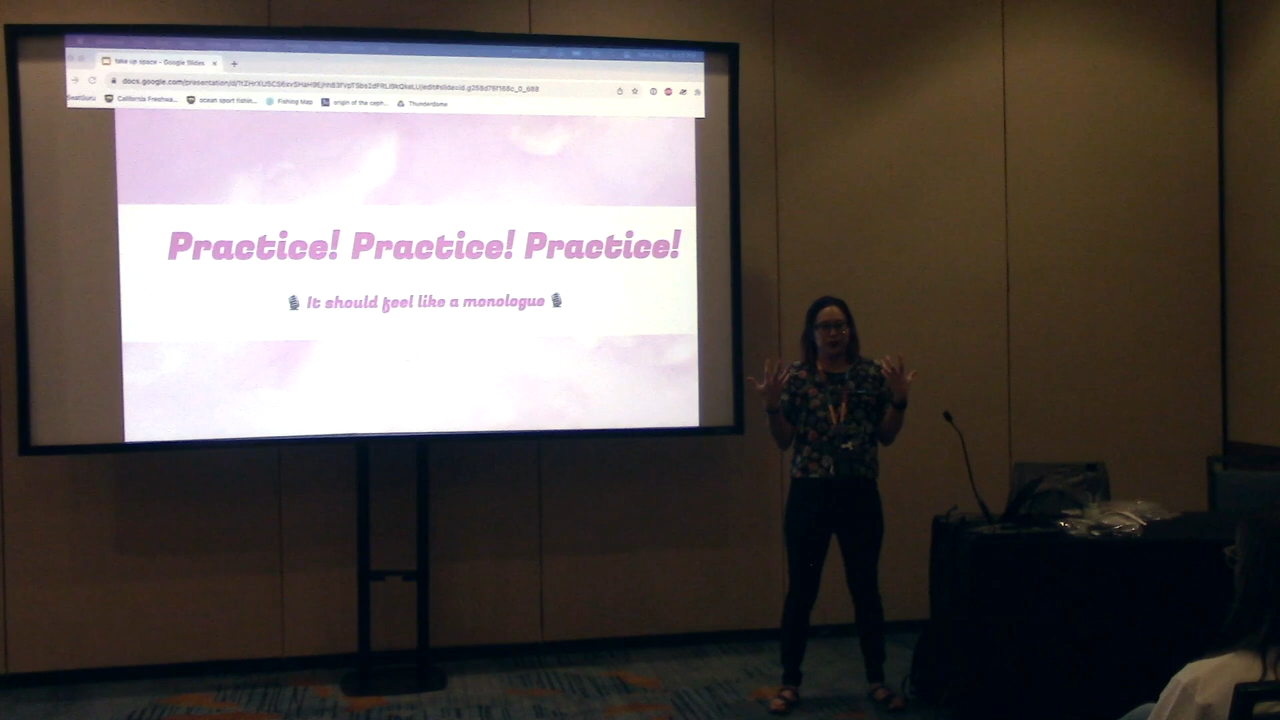 take up space - Google Slides
SeatGuru
California Freshwa...
ocean sport fishin...
Fishing Map
origin of the ceph...
Thunderdome
Practice! Practice! Practice!
It should feel like a monologue